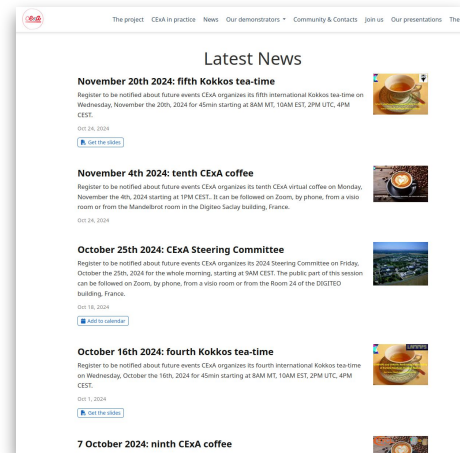 CExA
The project CExA in practice News Our demonstrators Community & Contacts Join us Our presentations The
Latest News
November 20th 2024: fifth Kokkos tea-time
Register to be notified about future events CExA organizes its fifth international Kokkos tea-time on
Wednesday, November the 20th, 2024 for 45min starting at 8AM MT, 10AM EST, 2PM UTC, 4PM
CEST.
Oct 24, 2024
Get the slides
November 4th 2024: tenth CExA coffee
Register to be notified about future events CExA organizes its tenth CExA virtual coffee on Monday,
November the 4th, 2024 starting at 1PM CEST.. It can be followed on Zoom, by phone, from a visio
room or from the Mandelbrot room in the Digiteo Saclay building, France.
Oct 24, 2024
October 25th 2024: CExA Steering Committee
Register to be notified about future events CExA organizes its 2024 Steering Committee on Friday,
October the 25th, 2024 for the whole morning, starting at 9AM CEST. The public part of this session
can be followed on Zoom, by phone, from a visio room or from the Room 24 of the DIGITEO
building, France.
Oct 18, 2024
Add to calendar
October 16th 2024: fourth Kokkos tea-time
Register to be notified about future events CExA organizes its fourth international Kokkos tea-time
on Wednesday, October the 16th, 2024 for 45min starting at 8AM MT, 10AM EST, 2PM UTC, 4PM
CEST.
Oct 1, 2024
Get the slides
7 October 2024: ninth CExA coffee